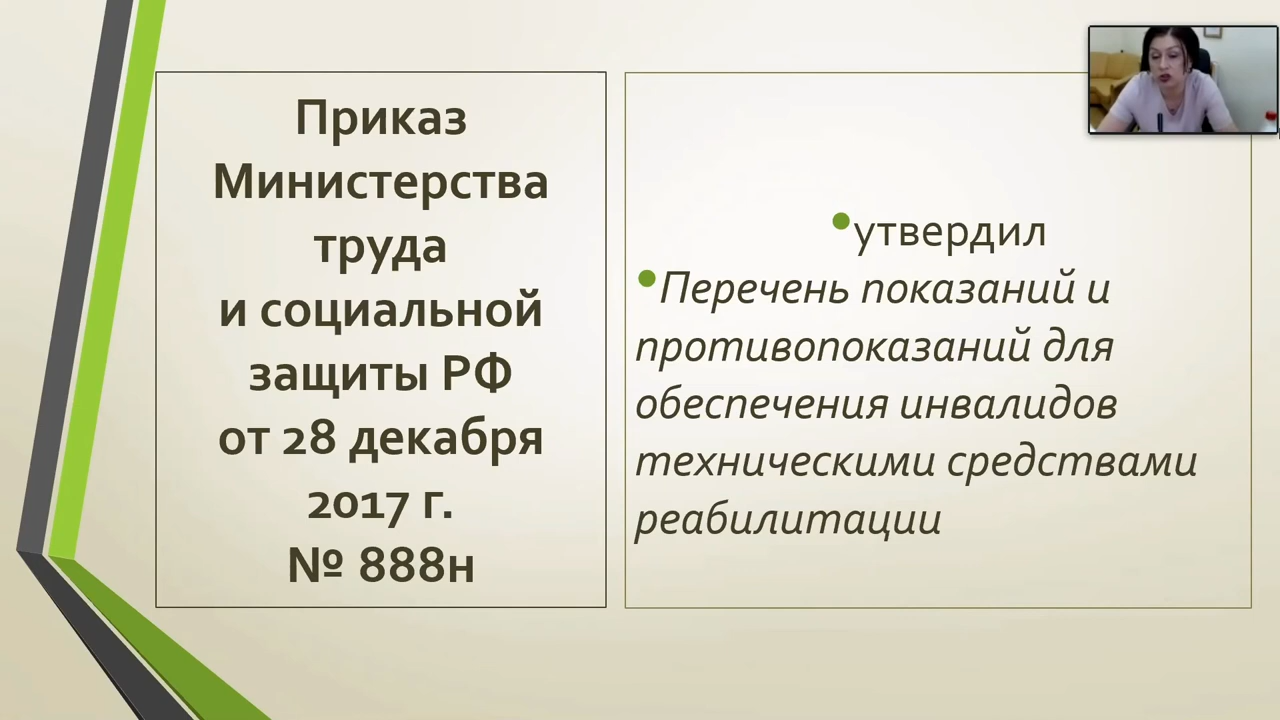 Приказ
Министерства
труда
и социальной
защиты РФ
от 28 декабря
2017 г.
№ 888н
•утвердил
•Перечень показаний и
противопоказаний для
обеспечения инвалидов
техническими средствами
реабилитации